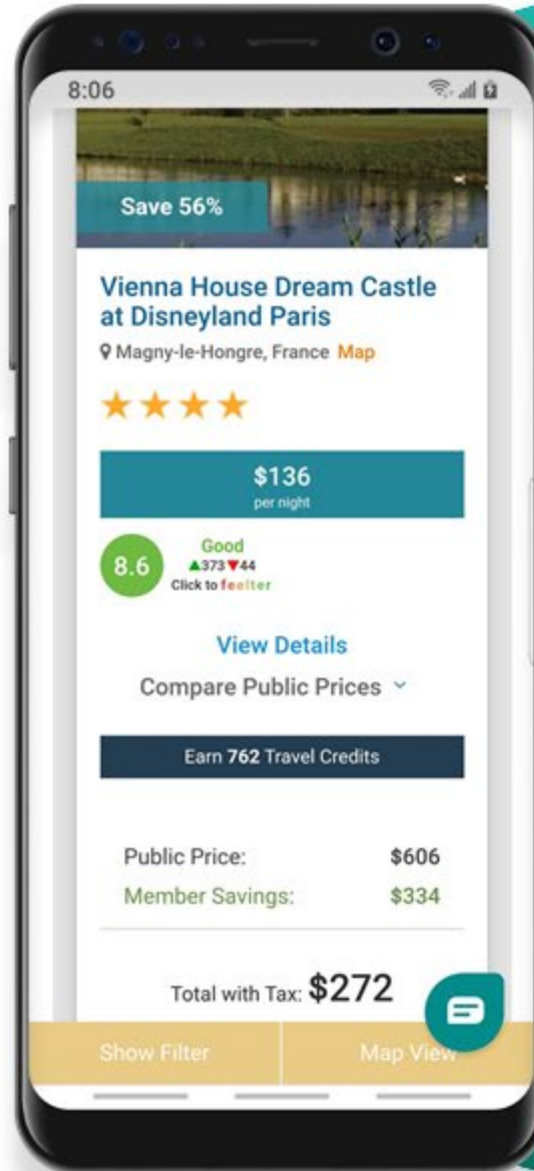 8:06
Save 56%
Vienna House Dream Castle
at Disneyland Paris
Magny-le-Hongre, France Map
$136
per night
8.6
Good
▲373▼44
Click to feelter
View Details
Compare Public Prices
Earn 762 Travel Credits
Public Price: $606
Member Savings: $334
Total with Tax: $272
Show Filter Map View